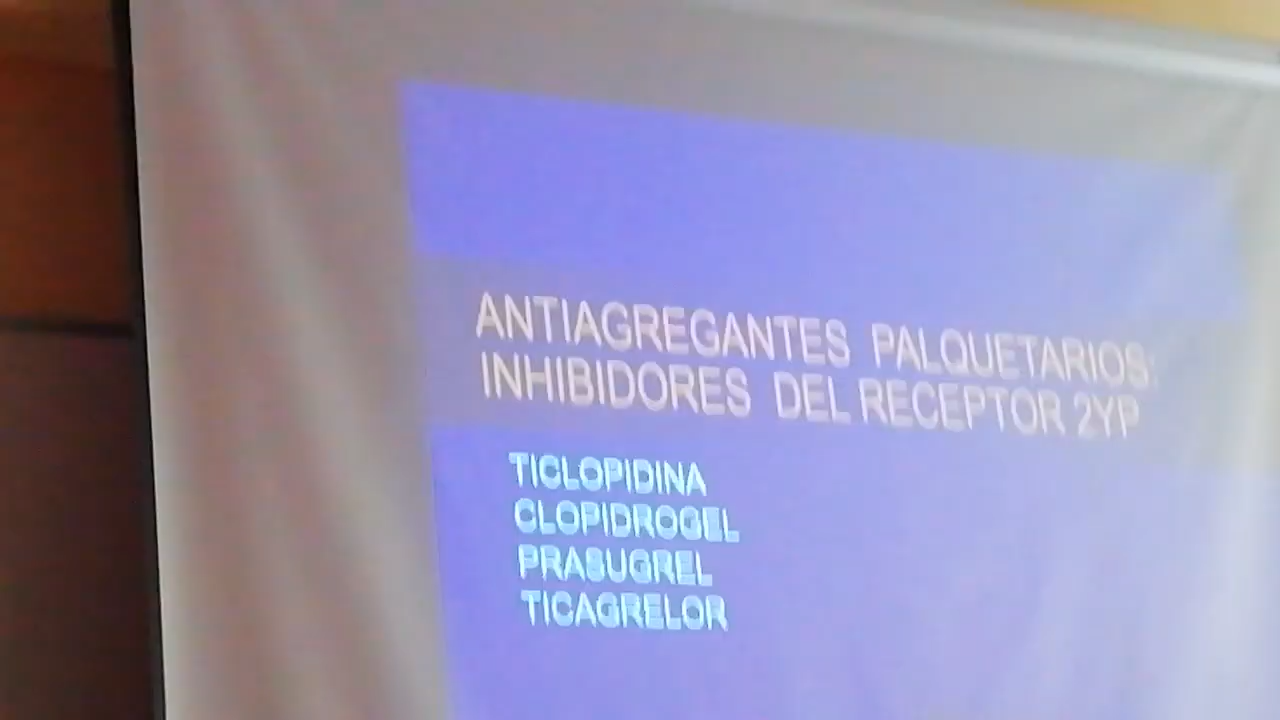 ANTIAGREGANTES PALQUETARIOS:
INHIBIDORES DEL RECEPTOR 2YP
TICLOPIDINA
CLOPIDROGEL
PRASUGREL
TICAGRELOR